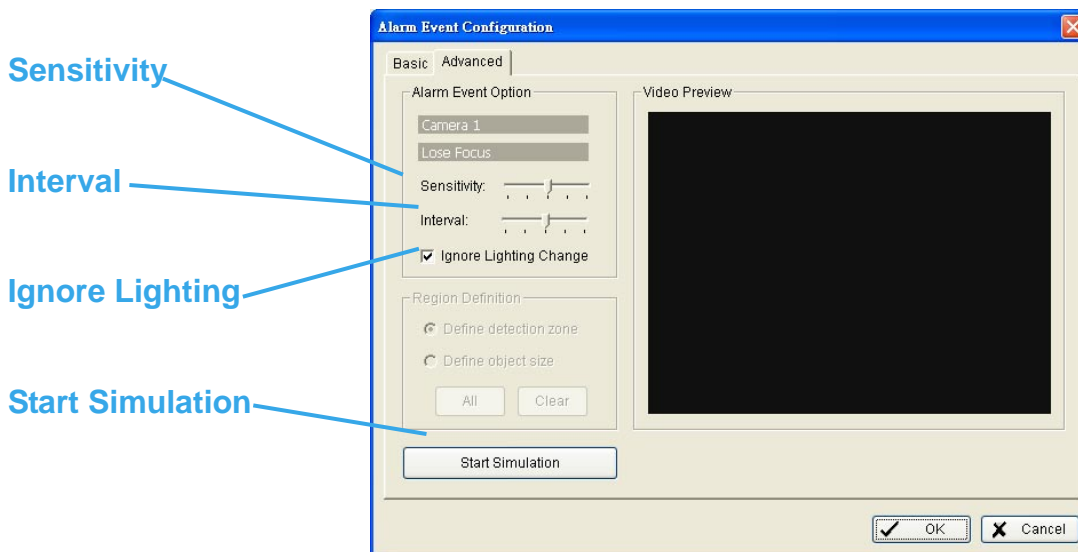 Alarm Event Configuration
Basic Advanced
Sensitivity
Interval
Ignore Lighting
Start Simulation
Alarm Event Option
Camera 1
Lose Focus
Sensitivity:
Interval:
Ignore Lighting Change
Region Definition
Define detection zone
Define object size
All Clear
Start Simulation
Video Preview
OK Cancel